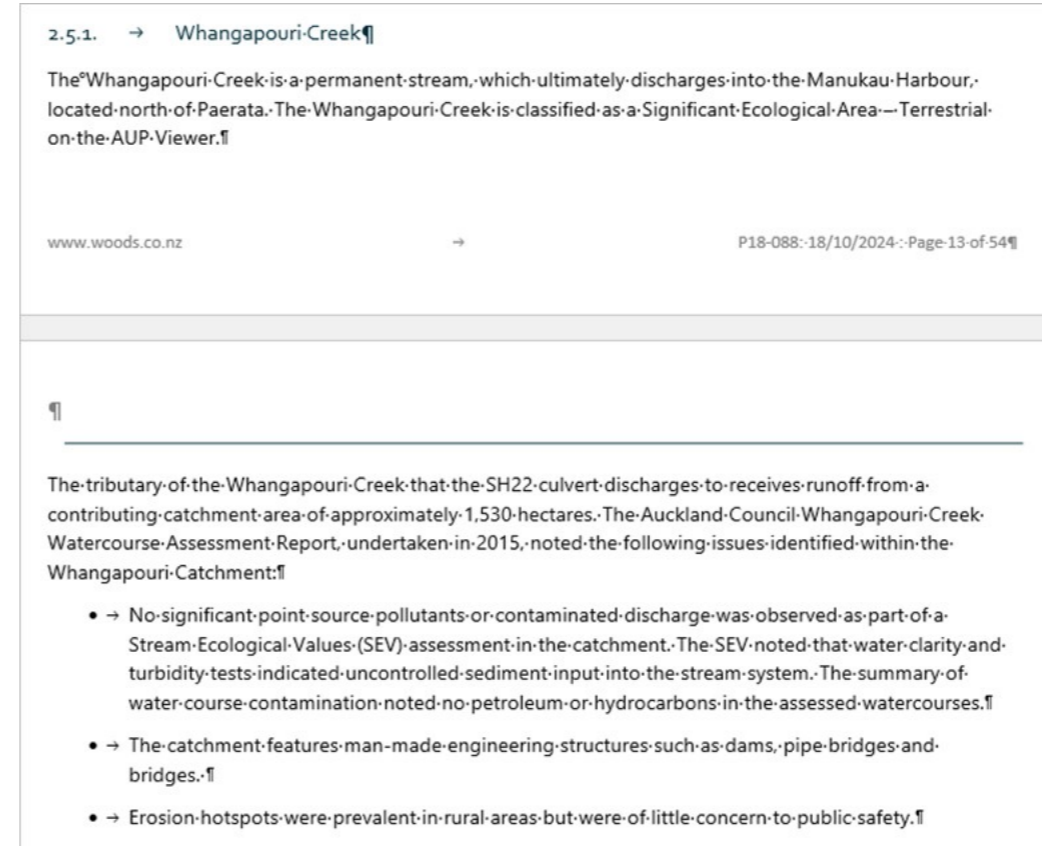 2.5.1. → Whangapouri·Creek¶
The°Whangapouri·Creek·is·a·permanent·stream,·which·ultimately·discharges·into·the·Manukau·Harbour,·
located·north·of·Paerata.·The·Whangapouri·Creek·is·classified·as·a·Significant·Ecological·Area·–·Terrestrial·
on·the·AUP·Viewer.¶
www.woods.co.nz → P18-088:·18/10/2024·:·Page·13·of·54¶
¶
The·tributary·of·the·Whangapouri·Creek·that·the·SH22·culvert·discharges·to·receives·runoff·from·a·
contributing·catchment·area·of·approximately·1,530·hectares.·The·Auckland·Council·Whangapouri·Creek·
Watercourse·Assessment·Report,·undertaken·in·2015,·noted·the·following·issues·identified·within·the·
Whangapouri·Catchment:¶
• → No·significant·point·source·pollutants·or·contaminated·discharge·was·observed·as·part·of·a·
Stream·Ecological·Values·(SEV)·assessment·in·the·catchment.·The·SEV·noted·that·water·clarity·and·
turbidity·tests·indicated·uncontrolled·sediment·input·into·the·stream·system.·The·summary·of·
water·course·contamination·noted·no·petroleum·or·hydrocarbons·in·the·assessed·watercourses.¶
• → The·catchment·features·man-made·engineering·structures·such·as·dams,·pipe·bridges·and·
bridges.·¶
• → Erosion·hotspots·were·prevalent·in·rural·areas·but·were·of·little·concern·to·public·safety.¶